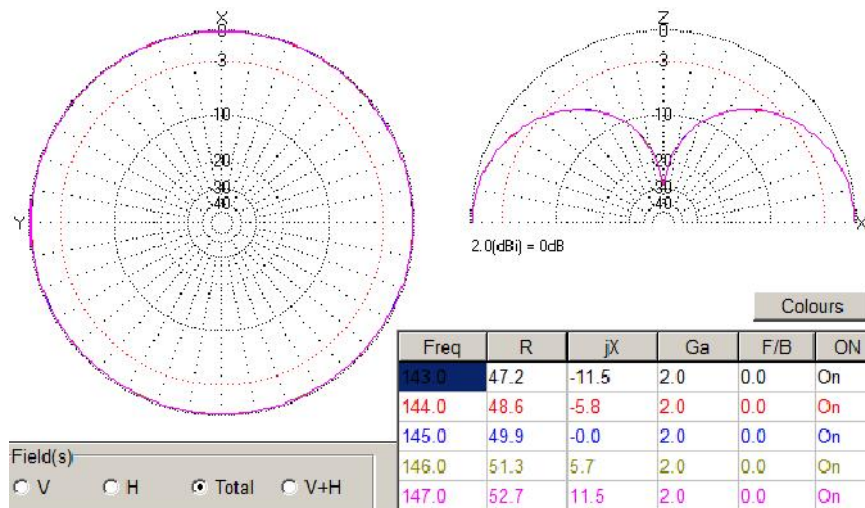 X
0
3
-10
-20
-30
-40
Y
Z
0
3
-10
-20
-30
-40
X
2.0(dBi) = 0dB
Colours
Freq R jX Ga F/B ON
143.0 47.2 -11.5 2.0 0.0 On
144.0 48.6 -5.8 2.0 0.0 On
145.0 49.9 -0.0 2.0 0.0 On
146.0 51.3 5.7 2.0 0.0 On
147.0 52.7 11.5 2.0 0.0 On
Field(s)
V H Total V+H